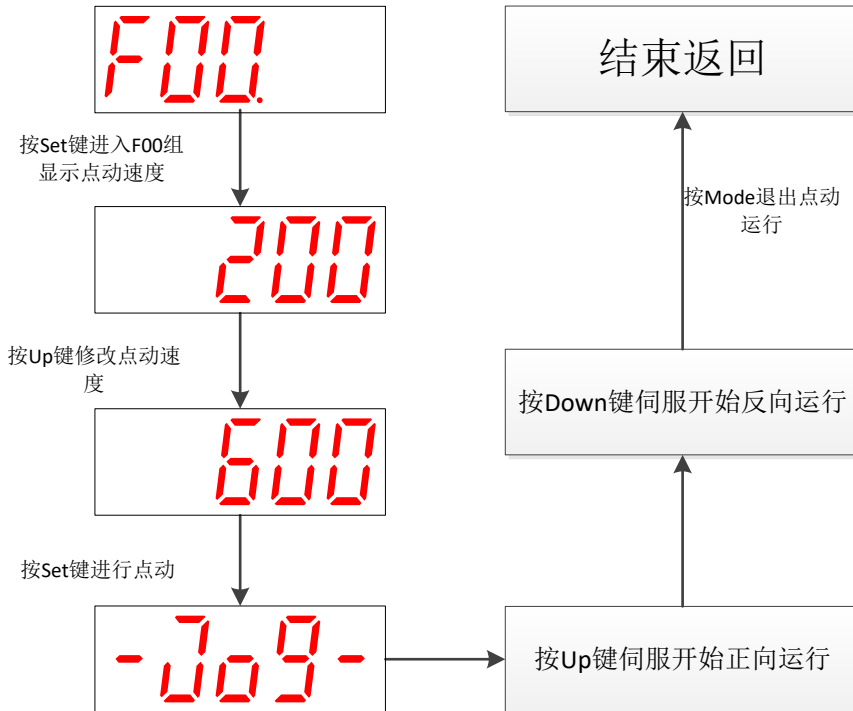 F00.
按Set键进入F00组
显示点动速度
200
按Up键修改点动速
度
600
按Set键进行点动
-Jog-
按Up键伺服开始正向运行
按Down键伺服开始反向运行
按Mode退出点动
运行
结束返回